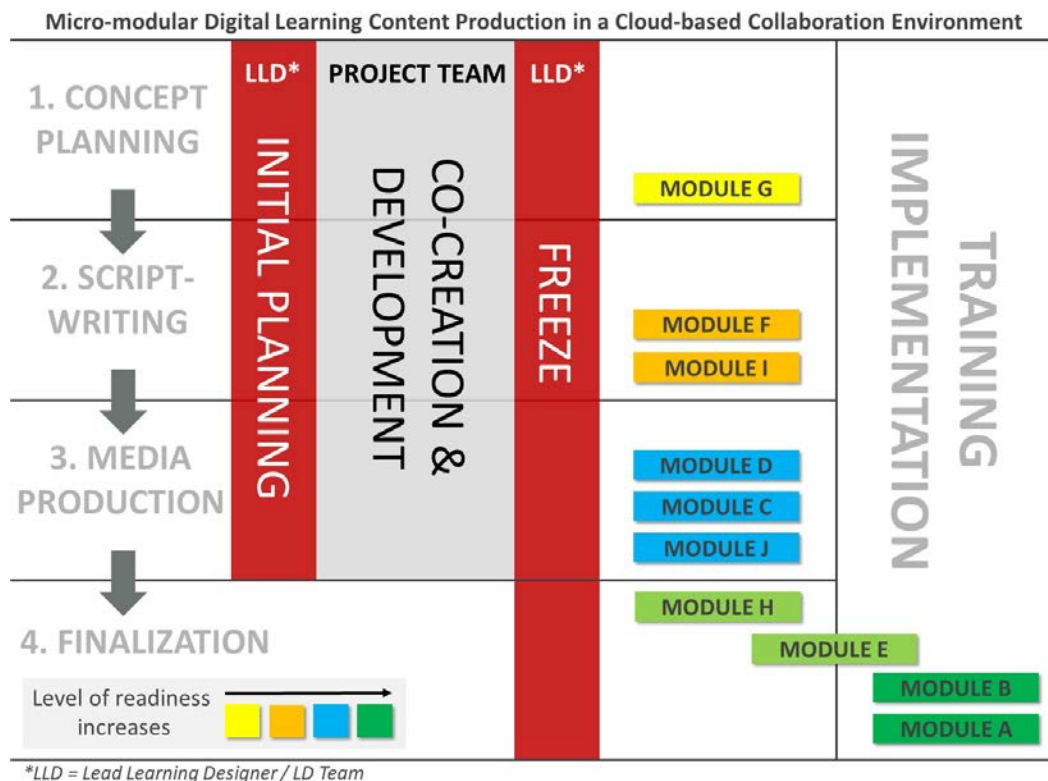 Micro-modular Digital Learning Content Production in a Cloud-based Collaboration Environment
LLD*
PROJECT TEAM
LLD*
1. CONCEPT
PLANNING
2. SCRIPT-
WRITING
3. MEDIA
PRODUCTION
4. FINALIZATION
INITIAL PLANNING
CO-CREATION &
DEVELOPMENT
FREEZE
MODULE G
MODULE F
MODULE I
MODULE D
MODULE C
MODULE J
MODULE H
MODULE E
MODULE B
MODULE A
TRAINING
IMPLEMENTATION
Level of readiness
increases
*LLD = Lead Learning Designer / LD Team